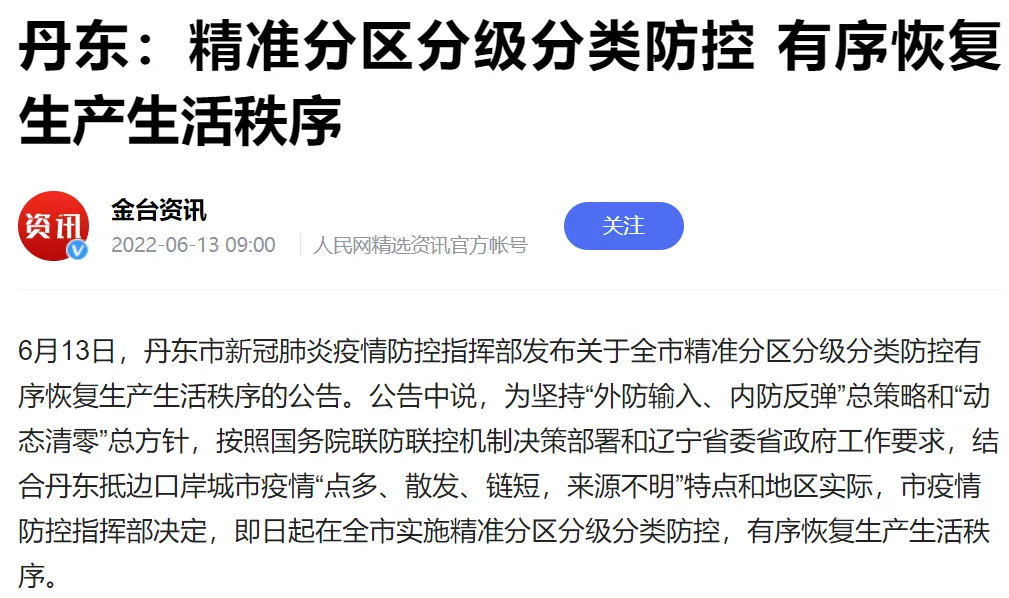 丹东：精准分区分级分类防控 有序恢复
生产生活秩序
资讯
金台资讯
2022-06-13 09:00
人民网精选资讯官方帐号
关注
6月13日，丹东市新冠肺炎疫情防控指挥部发布关于全市精准分区分级分类防控有
序恢复生产生活秩序的公告。公告中说，为坚持“外防输入、内防反弹”总策略和“动
态清零”总方针，按照国务院联防联控机制决策部署和辽宁省委省政府工作要求，结
合丹东抵边口岸城市疫情“点多、散发、链短，来源不明”特点和地区实际，市疫情
防控指挥部决定，即日起在全市实施精准分区分级分类防控，有序恢复生产生活秩
序。